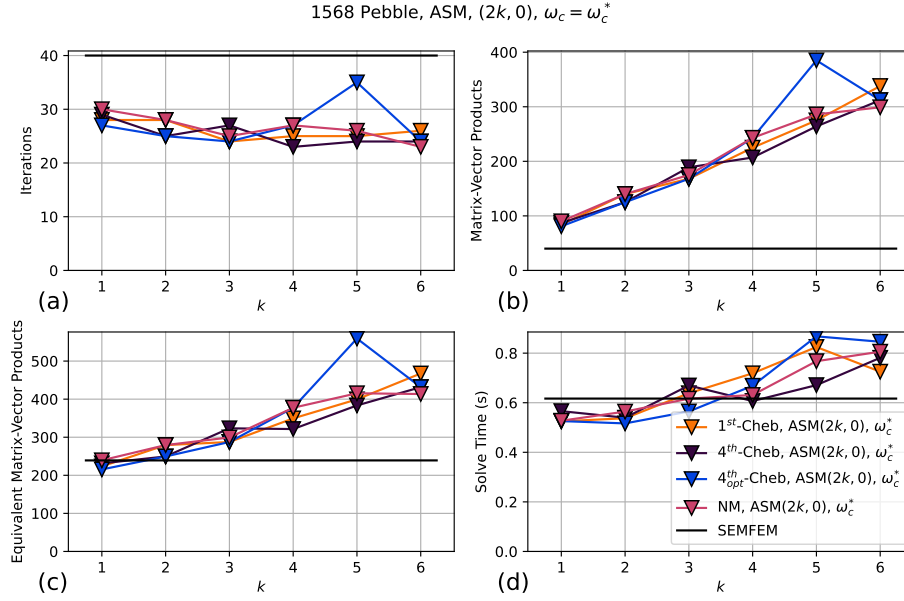 1568 Pebble, ASM, (2k, 0), ω_c = ω_c^*
40
30
20
10
0
Iterations
1 2 3 4 5 6
k
(a)
400
300
200
100
0
Matrix-Vector Products
1 2 3 4 5 6
k
(b)
500
400
300
200
100
0
Equivalent Matrix-Vector Products
1 2 3 4 5 6
k
(c)
0.8
0.6
0.4
0.2
0.0
Solve Time (s)
1^{st}-Cheb, ASM(2k, 0), ω_c^*
4^{th}-Cheb, ASM(2k, 0), ω_c^*
4^{th}_{opt}-Cheb, ASM(2k, 0), ω_c^*
NM, ASM(2k, 0), ω_c^*
SEMFEM
1 2 3 4 5 6
k
(d)